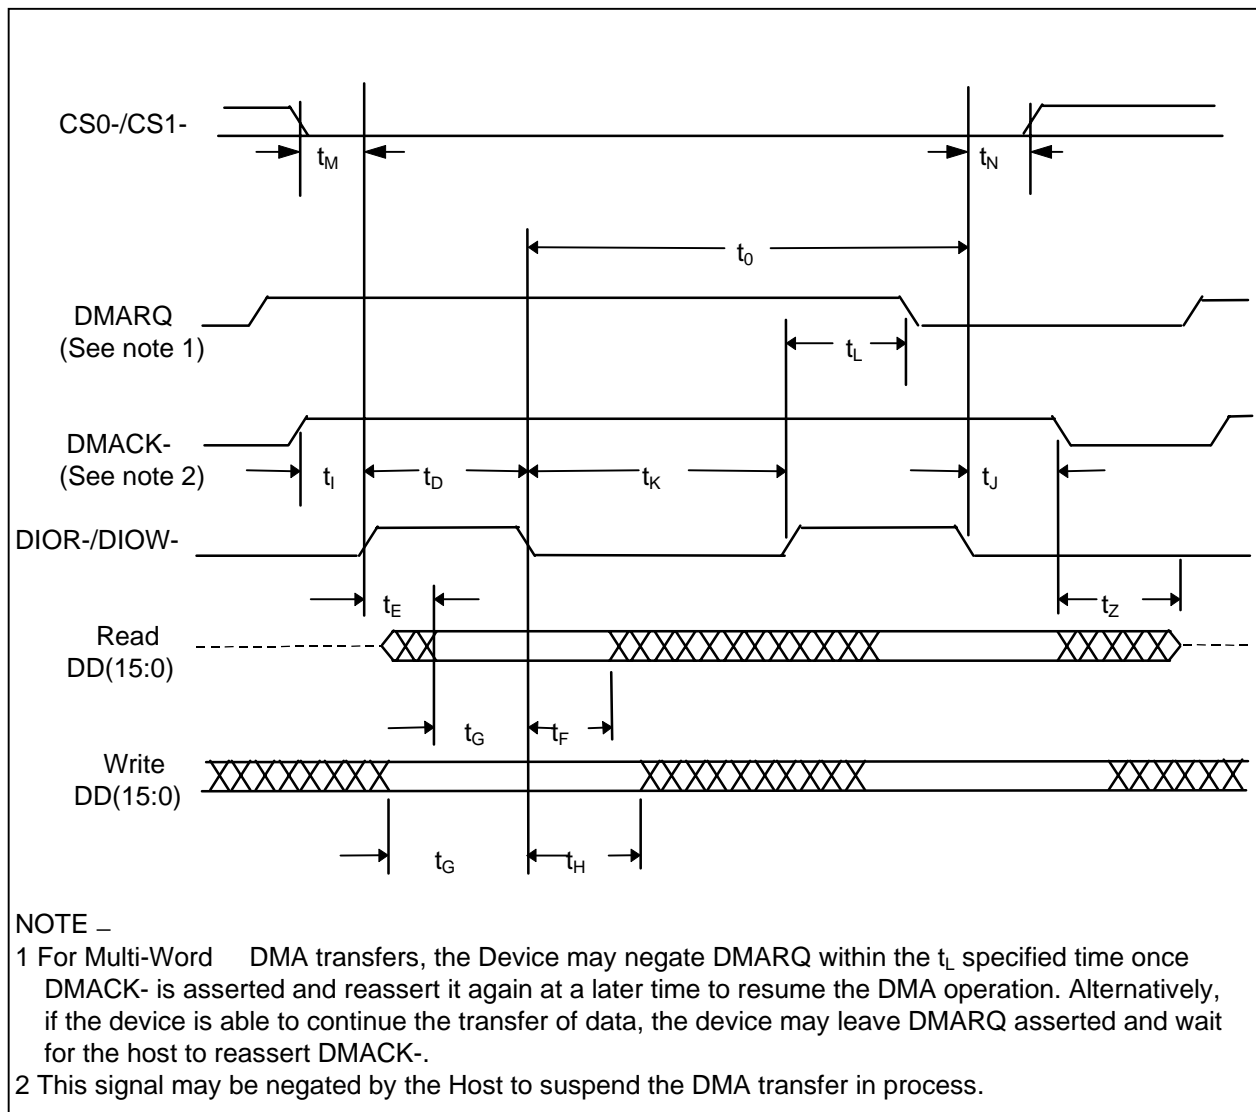 CS0-/CS1-
tM
tN
t0
DMARQ
(See note 1)
tL
DMACK-
(See note 2)
tI
tD
tK
tJ
DIOR-/DIOW-
tE
tZ
Read
DD(15:0)
tG
tF
Write
DD(15:0)
tG
tH
NOTE –
1 For Multi-Word DMA transfers, the Device may negate DMARQ within the tL specified time once
DMACK- is asserted and reassert it again at a later time to resume the DMA operation. Alternatively,
if the device is able to continue the transfer of data, the device may leave DMARQ asserted and wait
for the host to reassert DMACK-.
2 This signal may be negated by the Host to suspend the DMA transfer in process.